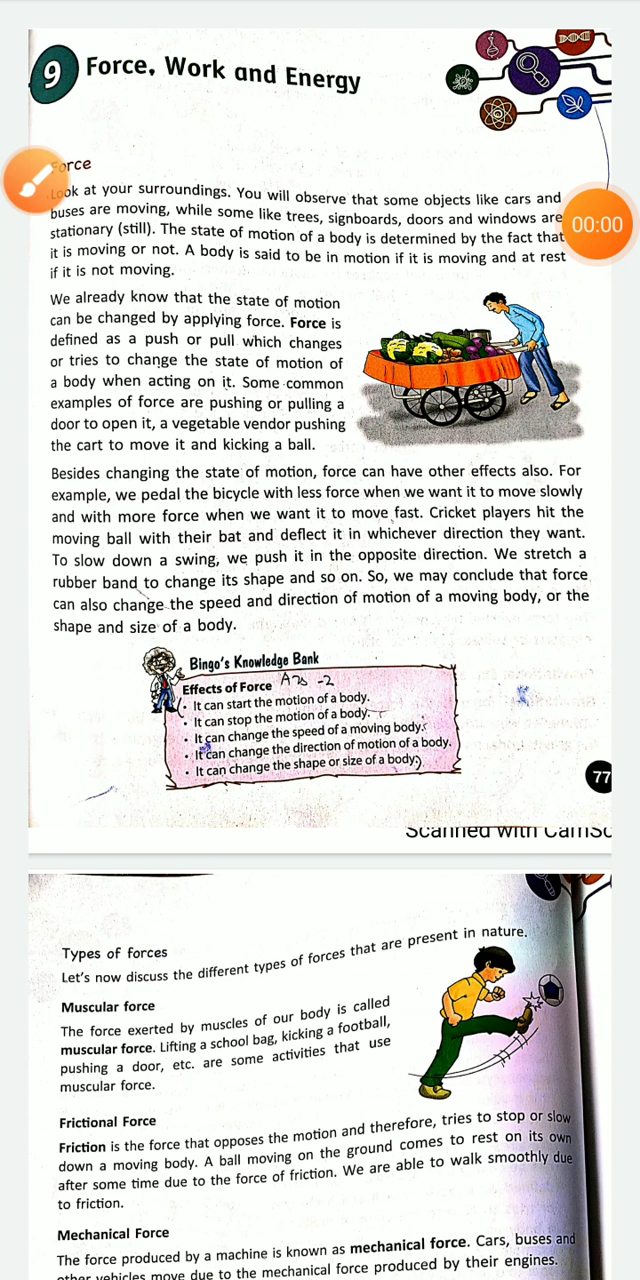 9 Force, Work and Energy
Force
Look at your surroundings. You will observe that some objects like cars and
buses are moving, while some like trees, signboards, doors and windows are
stationary (still). The state of motion of a body is determined by the fact that
00:00
it is moving or not. A body is said to be in motion if it is moving and at rest
if it is not moving.
We already know that the state of motion
can be changed by applying force. Force is
defined as a push or pull which changes
or tries to change the state of motion of
a body when acting on it. Some common
examples of force are pushing or pulling a
door to open it, a vegetable vendor pushing
the cart to move it and kicking a ball.
Besides changing the state of motion, force can have other effects also. For
example, we pedal the bicycle with less force when we want it to move slowly
and with more force when we want it to move fast. Cricket players hit the
moving ball with their bat and deflect it in whichever direction they want.
To slow down a swing, we push it in the opposite direction. We stretch a
rubber band to change its shape and so on. So, we may conclude that force
can also change the speed and direction of motion of a moving body, or the
shape and size of a body.
Bingo's Knowledge Bank
Effects of Force Ans -2
• It can start the motion of a body.
• It can stop the motion of a body.
• It can change the speed of a moving body.
• It can change the direction of motion of a body.
• It can change the shape or size of a body.
77
Scanned with CamSc
Types of forces
Let's now discuss the different types of forces that are present in nature.
Muscular force
The force exerted by muscles of our body is called
muscular force. Lifting a school bag, kicking a football,
pushing a door, etc. are some activities that use
muscular force.
Frictional Force
Friction is the force that opposes the motion and therefore, tries to stop or slow
down a moving body. A ball moving on the ground comes to rest on its own
after some time due to the force of friction. We are able to walk smoothly due
to friction.
Mechanical Force
The force produced by a machine is known as mechanical force. Cars, buses and
other vehicles move due to the mechanical force produced by their engines.